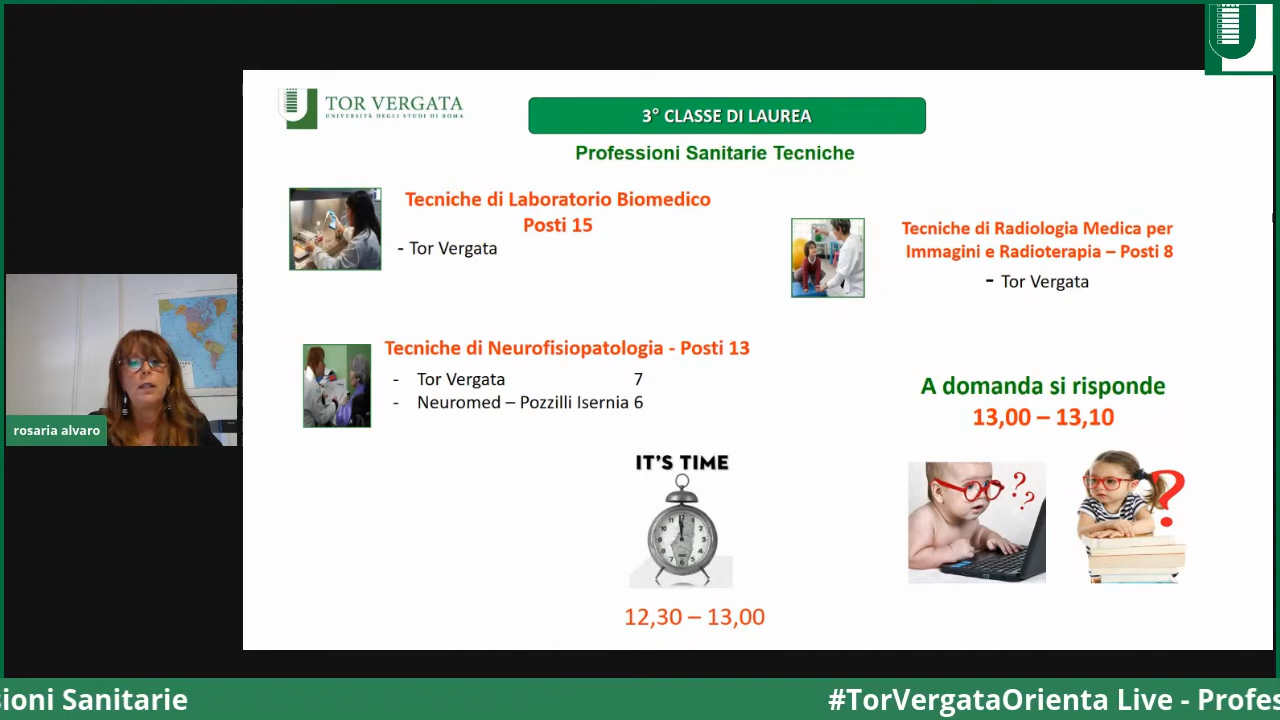 TOR VERGATA
UNIVERSITÀ DEGLI STUDI DI ROMA
3° CLASSE DI LAUREA
Professioni Sanitarie Tecniche
Tecniche di Laboratorio Biomedico
Posti 15
- Tor Vergata
Tecniche di Radiologia Medica per
Immagini e Radioterapia – Posti 8
- Tor Vergata
Tecniche di Neurofisiopatologia - Posti 13
- Tor Vergata 7
- Neuromed – Pozzilli Isernia 6
A domanda si risponde
13,00 – 13,10
IT'S TIME
12,30 – 13,00
rosaria alvaro
sioni Sanitarie
#TorVergataOrienta Live - Profes